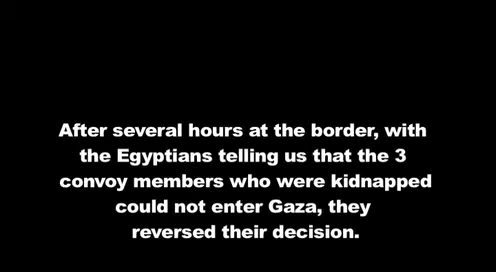 After several hours at the border, with
the Egyptians telling us that the 3
convoy members who were kidnapped
could not enter Gaza, they
reversed their decision.